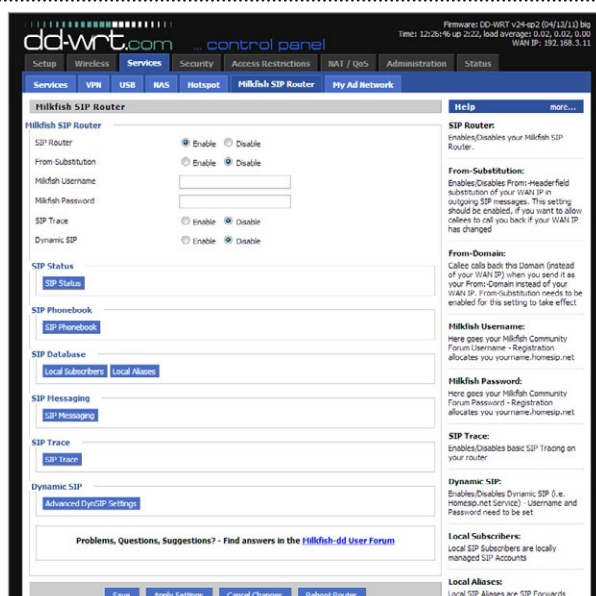 Firmware: DD-WRT v24-sp2 (04/13/11) big
Time: 12:26:46 up 2:22, load average: 0.02, 0.02, 0.00
WAN IP: 192.168.3.11
dd-wrt.com ... control panel
Setup Wireless Services Security Access Restrictions NAT / QoS Administration Status
Services VPN USB NAS Hotspot Milkfish SIP Router My Ad Network
Milkfish SIP Router
Milkfish SIP Router
SIP Router Enable Disable
From-Substitution Enable Disable
Milkfish Username
Milkfish Password
SIP Trace Enable Disable
Dynamic SIP Enable Disable
SIP Status
SIP Status
SIP Phonebook
SIP Phonebook
SIP Database
Local Subscribers Local Aliases
SIP Messaging
SIP Messaging
SIP Trace
SIP Trace
Dynamic SIP
Advanced DynSIP Settings
Problems, Questions, Suggestions? - Find answers in the Milkfish-dd User Forum
Save Apply Settings Cancel Changes Reboot Router
Help more...
SIP Router:
Enables/Disables your Milkfish SIP
Router.
From-Substitution:
Enables/Disables From:-Headerfield
substitution of your WAN IP in
outgoing SIP messages. This setting
should be enabled, if you want to allow
callees to call you back if your WAN IP
has changed
From-Domain:
Callee calls back this Domain (instead
of your WAN IP) when you send it as
your From:-Domain instead of your
WAN IP. From-Substitution needs to be
enabled for this setting to take effect
Milkfish Username:
Here goes your Milkfish Community
Forum Username - Registration
allocates you yourname.homesip.net
Milkfish Password:
Here goes your Milkfish Community
Forum Password - Registration
allocates you yourname.homesip.net
SIP Trace:
Enables/Disables basic SIP Tracing on
your router
Dynamic SIP:
Enables/Disables Dynamic SIP (i.e.
Homesip.net Service) - Username and
Password need to be set
Local Subscribers:
Local SIP Subscribers are locally
managed SIP Accounts
Local Aliases:
Local SIP Aliases are SIP Forwards